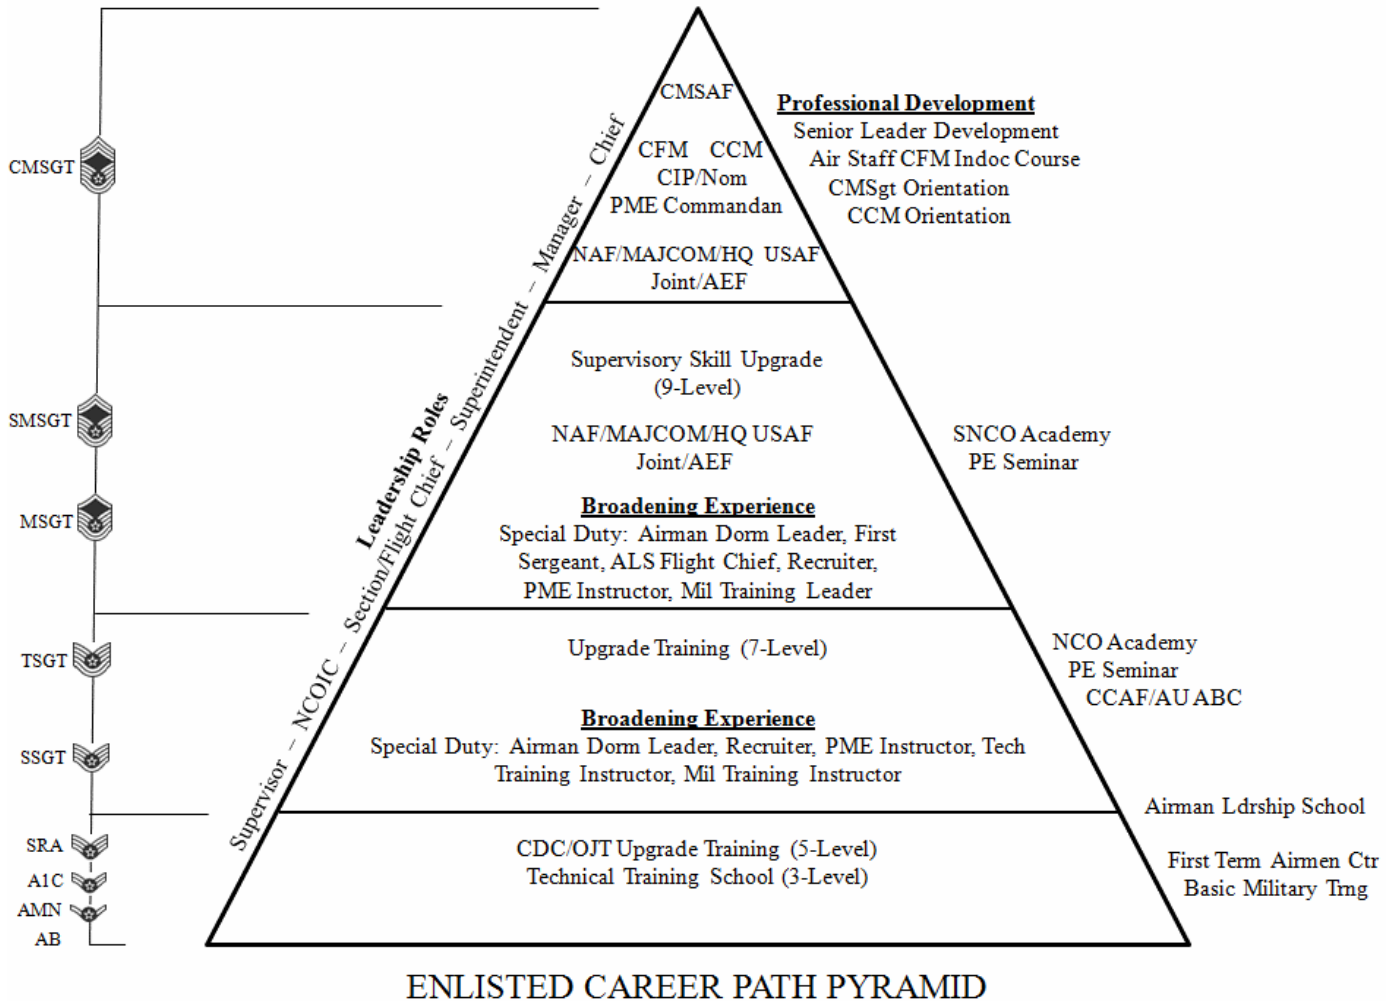 CMSAF
Professional Development
Senior Leader Development
Air Staff CFM Indoc Course
CMSgt Orientation
CCM Orientation
CFM CCM
CIP/Nom
PME Commandan
NAF/MAJCOM/HQ USAF
Joint/AEF
CMSGT
Supervisory Skill Upgrade
(9-Level)
NAF/MAJCOM/HQ USAF
Joint/AEF
SMSGT
SNCO Academy
PE Seminar
MSGT
Broadening Experience
Special Duty: Airman Dorm Leader, First
Sergeant, ALS Flight Chief, Recruiter,
PME Instructor, Mil Training Leader
Leadership Roles
Supervisor – NCOIC – Section/Flight Chief – Superintendent – Manager – Chief
TSGT
Upgrade Training (7-Level)
NCO Academy
PE Seminar
CCAF/AU ABC
SSGT
Broadening Experience
Special Duty: Airman Dorm Leader, Recruiter, PME Instructor, Tech
Training Instructor, Mil Training Instructor
Airman Ldrship School
SRA
A1C
AMN
AB
CDC/OJT Upgrade Training (5-Level)
Technical Training School (3-Level)
First Term Airmen Ctr
Basic Military Trng
ENLISTED CAREER PATH PYRAMID